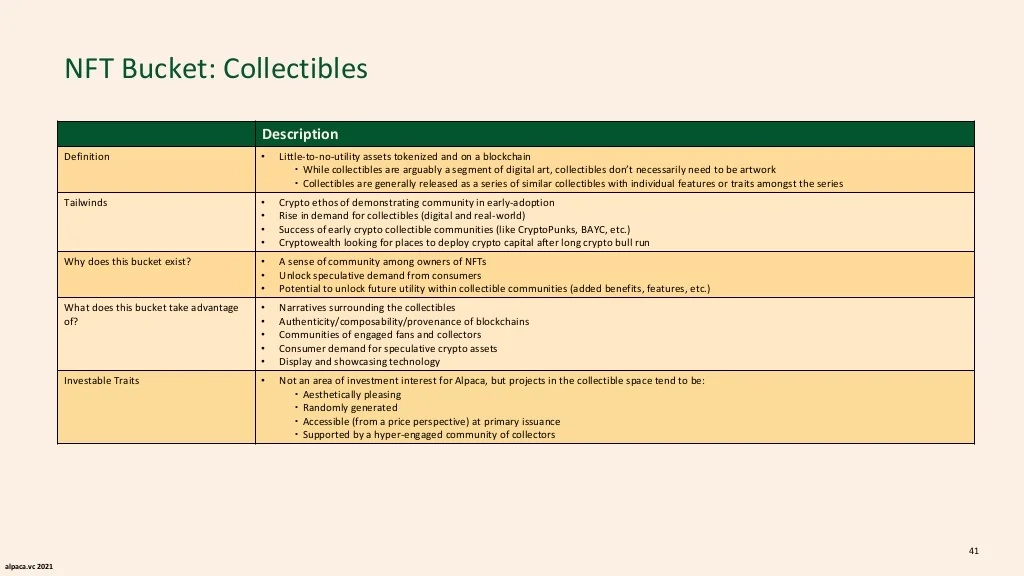 NFT Bucket: Collectibles
Description
Definition
• Little-to-no-utility assets tokenized and on a blockchain
• While collectibles are arguably a segment of digital art, collectibles don’t necessarily need to be artwork
• Collectibles are generally released as a series of similar collectibles with individual features or traits amongst the series
Tailwinds
• Crypto ethos of demonstrating community in early-adoption
• Rise in demand for collectibles (digital and real-world)
• Success of early crypto collectible communities (like CryptoPunks, BAYC, etc.)
• Cryptowealth looking for places to deploy crypto capital after long crypto bull run
Why does this bucket exist?
• A sense of community among owners of NFTs
• Unlock speculative demand from consumers
• Potential to unlock future utility within collectible communities (added benefits, features, etc.)
What does this bucket take advantage
of?
• Narratives surrounding the collectibles
• Authenticity/composability/provenance of blockchains
• Communities of engaged fans and collectors
• Consumer demand for speculative crypto assets
• Display and showcasing technology
Investable Traits
• Not an area of investment interest for Alpaca, but projects in the collectible space tend to be:
• Aesthetically pleasing
• Randomly generated
• Accessible (from a price perspective) at primary issuance
• Supported by a hyper-engaged community of collectors
41
alpaca.vc 2021